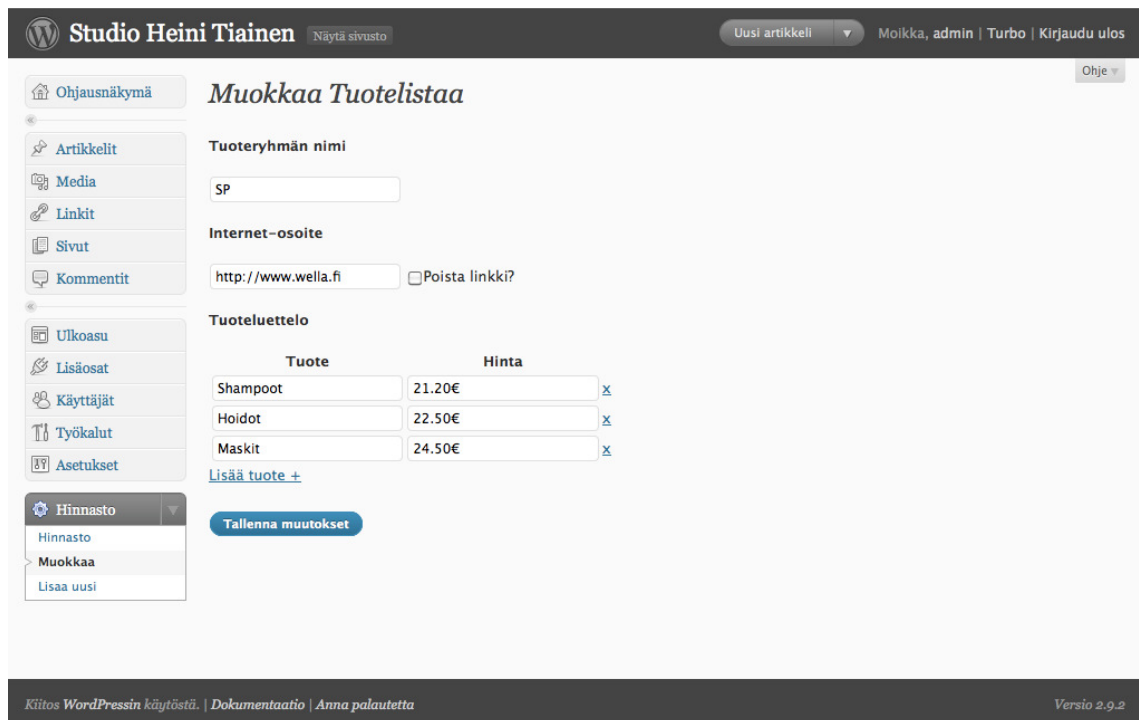 Studio Heini Tiainen Näytä sivusto Uusi artikkeli Moikka, admin | Turbo | Kirjaudu ulos
Ohje
Ohjausnäkymä
Artikkelit
Media
Linkit
Sivut
Kommentit
Ulkoasu
Lisäosat
Käyttäjät
Työkalut
Asetukset
Hinnasto
Hinnasto
Muokkaa
Lisaa uusi
Muokkaa Tuotelistaa
Tuoteryhmän nimi
SP
Internet-osoite
http://www.wella.fi Poista linkki?
Tuoteluettelo
Tuote Hinta
Shampoot 21.20€ x
Hoidot 22.50€ x
Maskit 24.50€ x
Lisää tuote +
Tallenna muutokset
Kiitos WordPressin käytöstä. | Dokumentaatio | Anna palautetta Versio 2.9.2